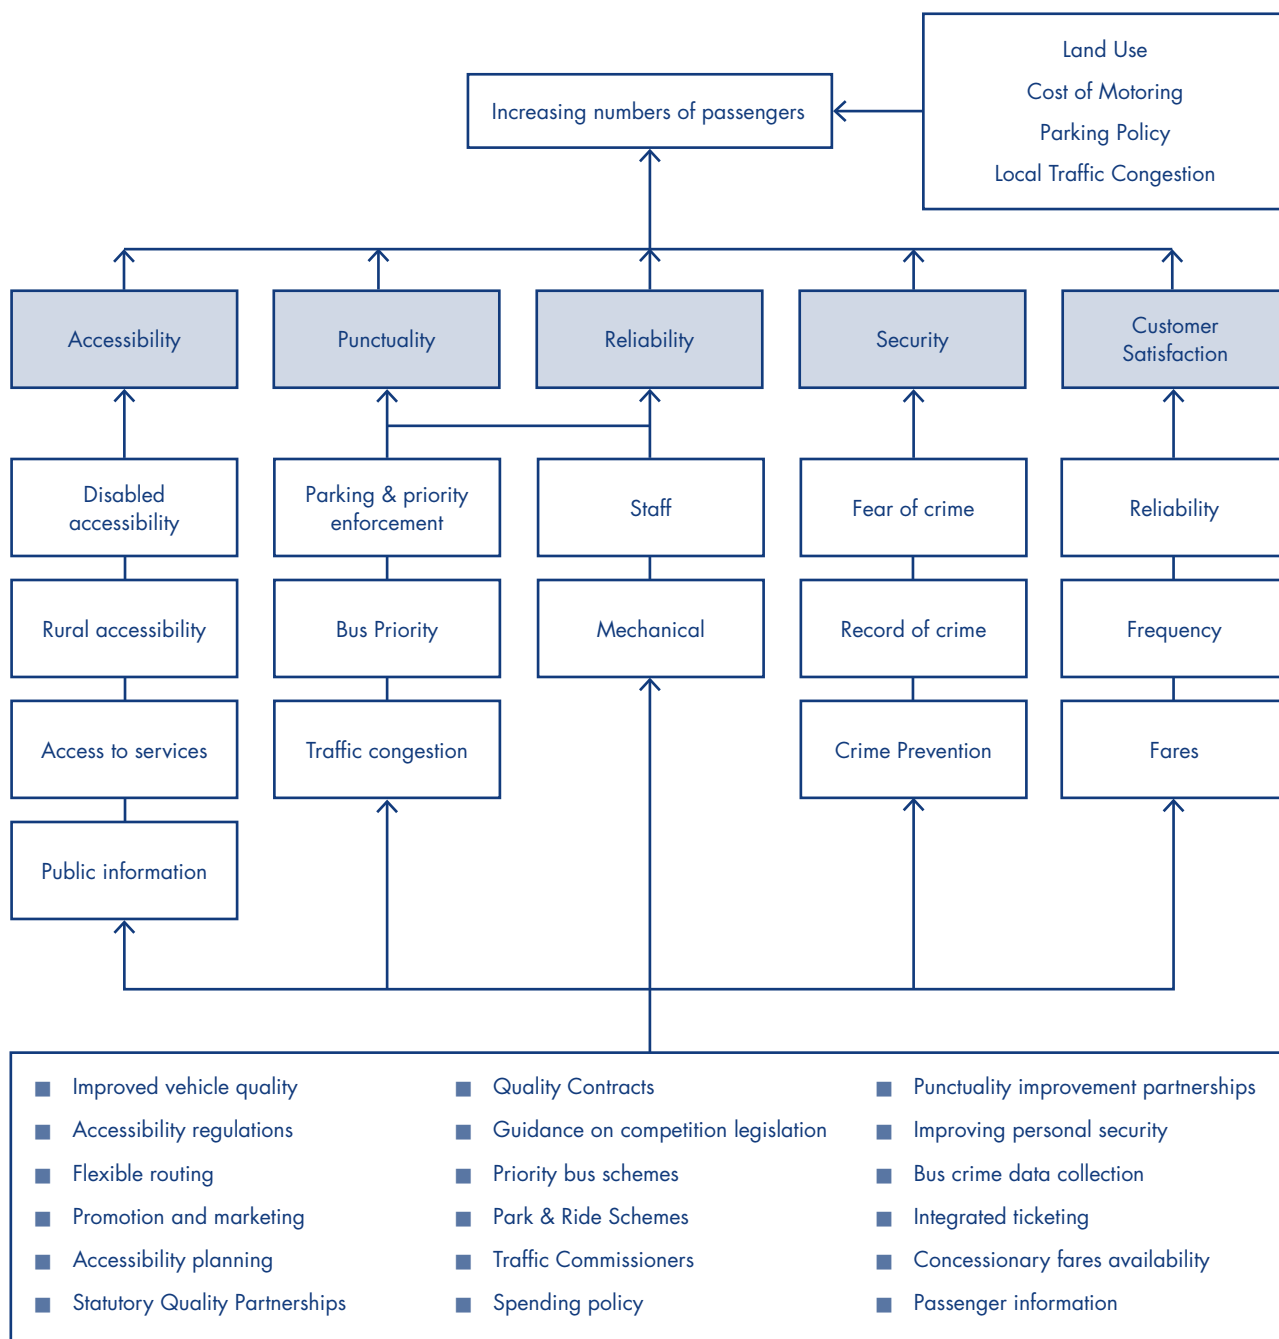 Land Use
Cost of Motoring
Parking Policy
Local Traffic Congestion
Increasing numbers of passengers
Accessibility
Punctuality
Reliability
Security
Customer
Satisfaction
Disabled
accessibility
Parking & priority
enforcement
Staff
Fear of crime
Reliability
Rural accessibility
Bus Priority
Mechanical
Record of crime
Frequency
Access to services
Traffic congestion
Crime Prevention
Fares
Public information
Improved vehicle quality
Accessibility regulations
Flexible routing
Promotion and marketing
Accessibility planning
Statutory Quality Partnerships
Quality Contracts
Guidance on competition legislation
Priority bus schemes
Park & Ride Schemes
Traffic Commissioners
Spending policy
Punctuality improvement partnerships
Improving personal security
Bus crime data collection
Integrated ticketing
Concessionary fares availability
Passenger information